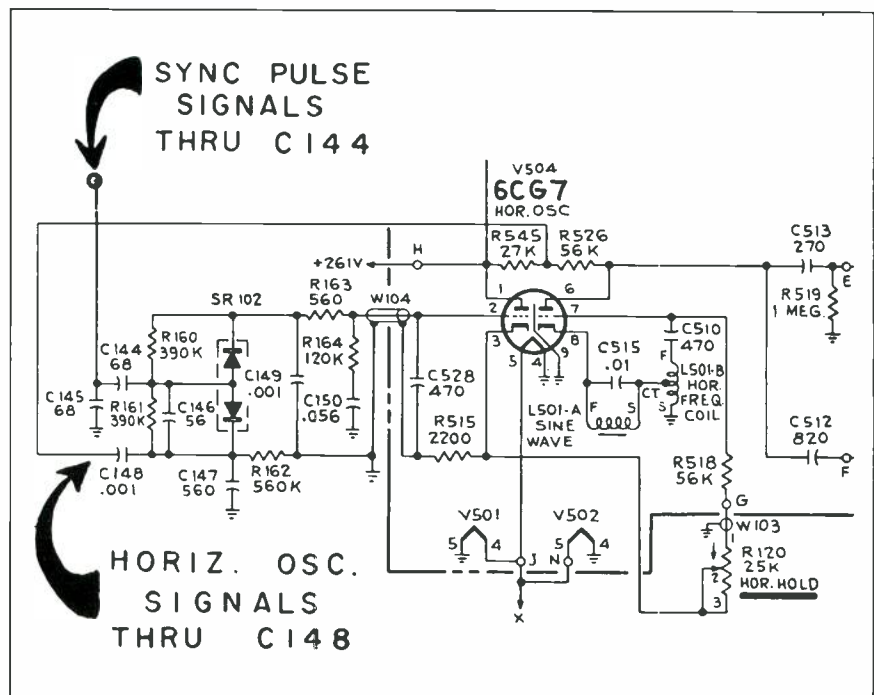 SYNC PULSE
SIGNALS
THRU C144
V504
6CG7
HOR. OSC
H
R545
27K
R526
56K
C513
270
+261V
E
R163
560
W104
R519
1 MEG.
SR 102
1
6
2
7
3
8
5
4
9
R160
390K
R164
120K
C144
68
C149
.001
C145
68
R161
390K
C146
56
C150
.056
C528
470
C515
.01
C510
470
F
L501-B
HOR.
FREQ.
COIL
CT
S
L501-A
SINE
WAVE
F
S
R515
2200
C512
820
F
C148
.001
C147
560
R162
560K
R518
56K
G
W103
V501
5
4
V502
5
4
J
N
1
R120
25K
HOR. HOLD
2
3
X
HORIZ. OSC.
SIGNALS
THRU C148